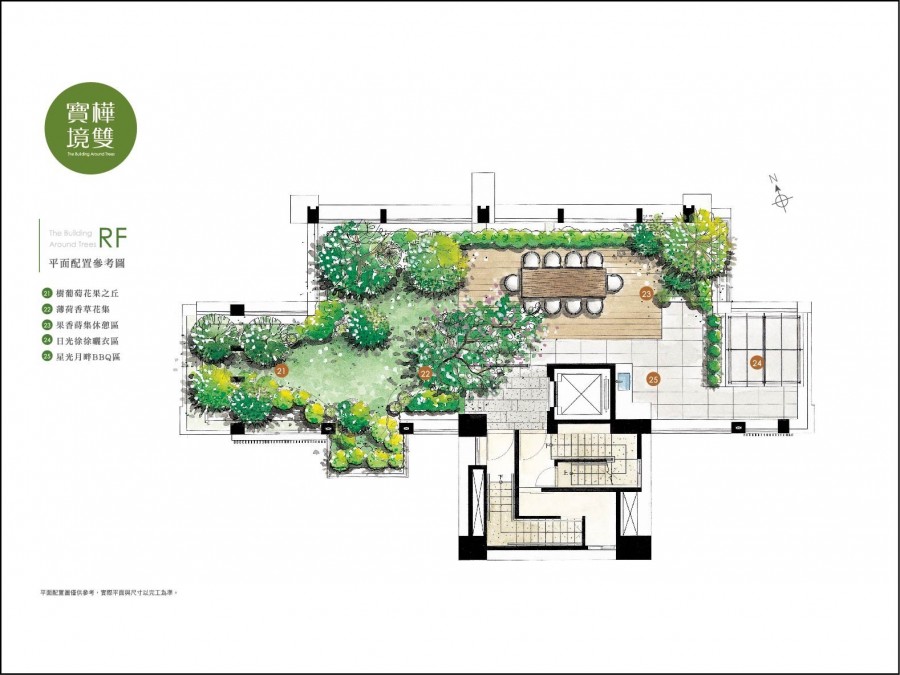 寶樺
境雙
The Building Around Trees
The Building
Around Trees RF
平面配置參考圖
21 樹葡萄花果之丘
22 薄荷香草花集
23 果香蒔集休憩區
24 日光徐徐曬衣區
25 星光月畔BBQ區
N
23
24
21
22
25
上
下
平面配置圖僅供參考，實際平面與尺寸以完工為準。